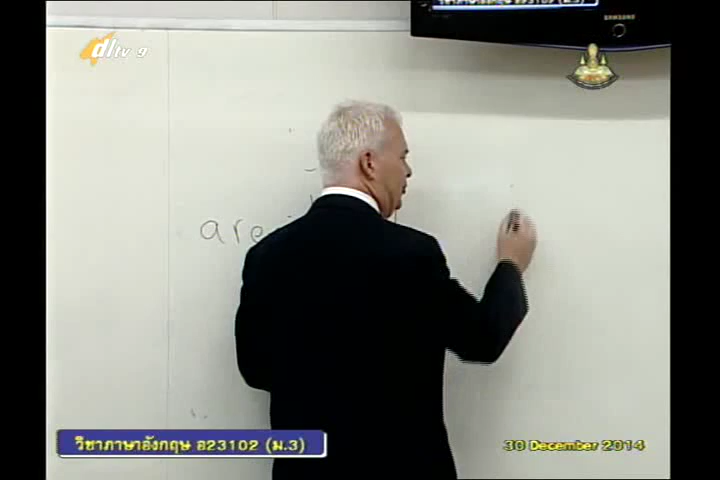 SAMSUNG
dltv 9
are
วิชาภาษาอังกฤษ อ23102 (ม.3)
30 December 2014